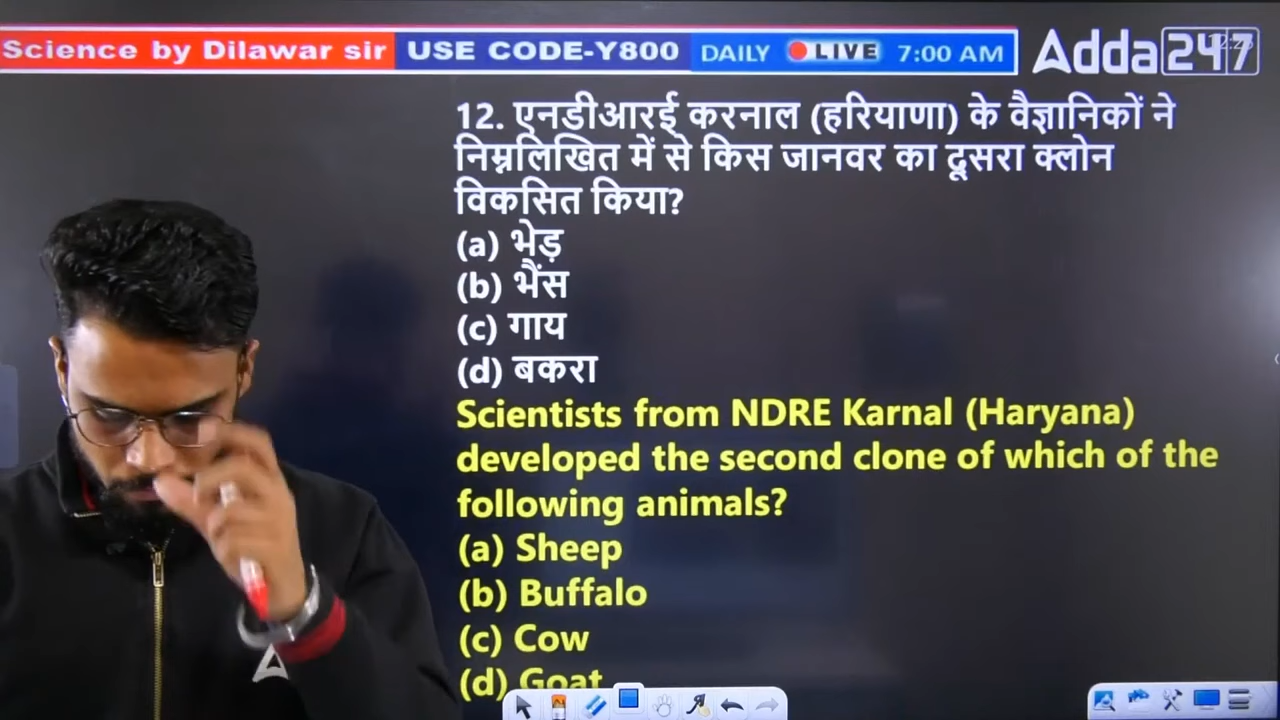 Science by Dilawar sir USE CODE-Y800 DAILY LIVE 7:00 AM Adda247
12. एनडीआरई करनाल (हरियाणा) के वैज्ञानिकों ने
निम्नलिखित में से किस जानवर का दूसरा क्लोन
विकसित किया?
(a) भेड़
(b) भैंस
(c) गाय
(d) बकरा
Scientists from NDRE Karnal (Haryana)
developed the second clone of which of the
following animals?
(a) Sheep
(b) Buffalo
(c) Cow
(d) Goat